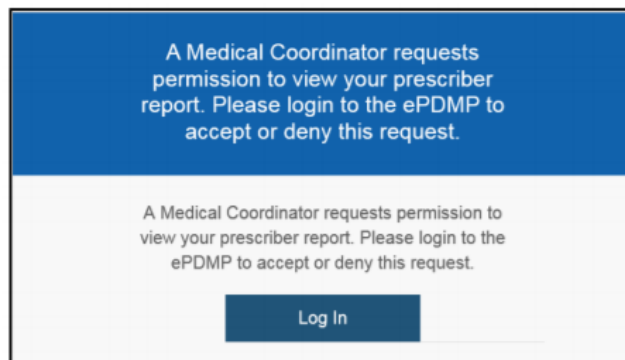 A Medical Coordinator requests
permission to view your prescriber
report. Please login to the ePDMP to
accept or deny this request.
A Medical Coordinator requests permission to
view your prescriber report. Please login to the
ePDMP to accept or deny this request.
Log In